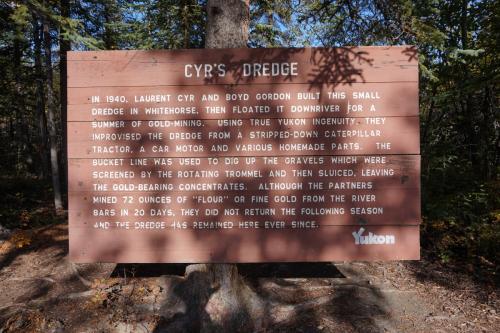 CYR'S DREDGE
IN 1940, LAURENT CYR AND BOYD GORDON BUILT THIS SMALL
DREDGE IN WHITEHORSE, THEN FLOATED IT DOWNRIVER FOR A
SUMMER OF GOLD-MINING. USING TRUE YUKON INGENUITY, THEY
IMPROVISED THE DREDGE FROM A STRIPPED-DOWN CATERPILLAR
TRACTOR, A CAR MOTOR AND VARIOUS HOMEMADE PARTS. THE
BUCKET LINE WAS USED TO DIG UP THE GRAVELS WHICH WERE
SCREENED BY THE ROTATING TROMMEL AND THEN SLUICED, LEAVING
THE GOLD-BEARING CONCENTRATES. ALTHOUGH THE PARTNERS
MINED 72 OUNCES OF "FLOUR" OR FINE GOLD FROM THE RIVER
BARS IN 20 DAYS, THEY DID NOT RETURN THE FOLLOWING SEASON
AND THE DREDGE HAS REMAINED HERE EVER SINCE.
Yukon